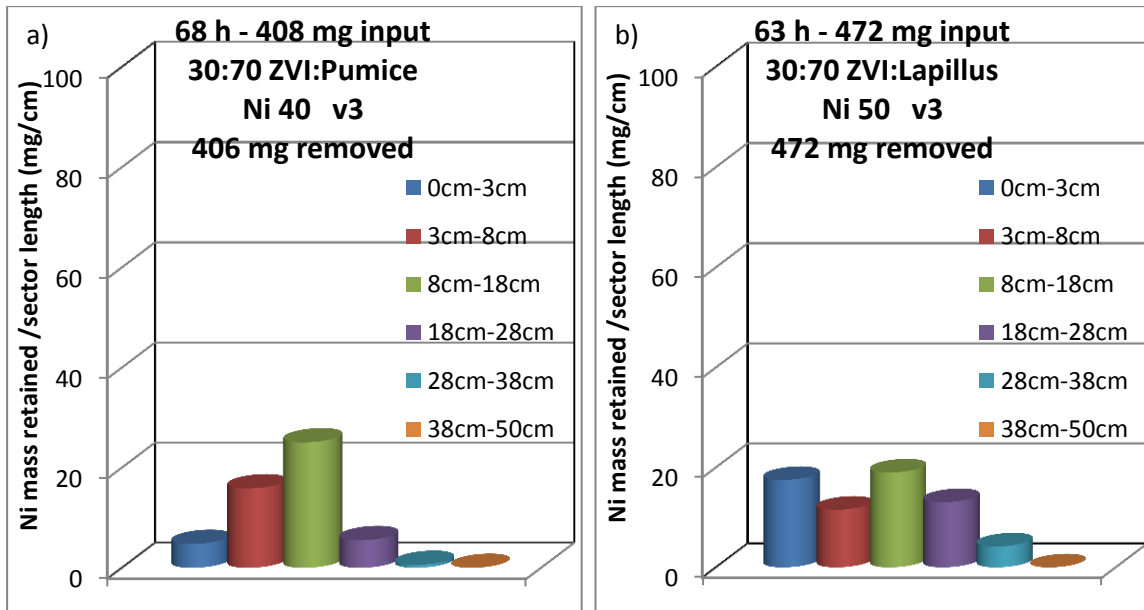 a)
68 h - 408 mg input
30:70 ZVI:Pumice
Ni 40 v3
406 mg removed
Ni mass retained /sector length (mg/cm)
100
80
60
40
20
0
0cm-3cm
3cm-8cm
8cm-18cm
18cm-28cm
28cm-38cm
38cm-50cm
b)
63 h - 472 mg input
30:70 ZVI:Lapillus
Ni 50 v3
472 mg removed
Ni mass retained /sector length (mg/cm)
100
80
60
40
20
0
0cm-3cm
3cm-8cm
8cm-18cm
18cm-28cm
28cm-38cm
38cm-50cm